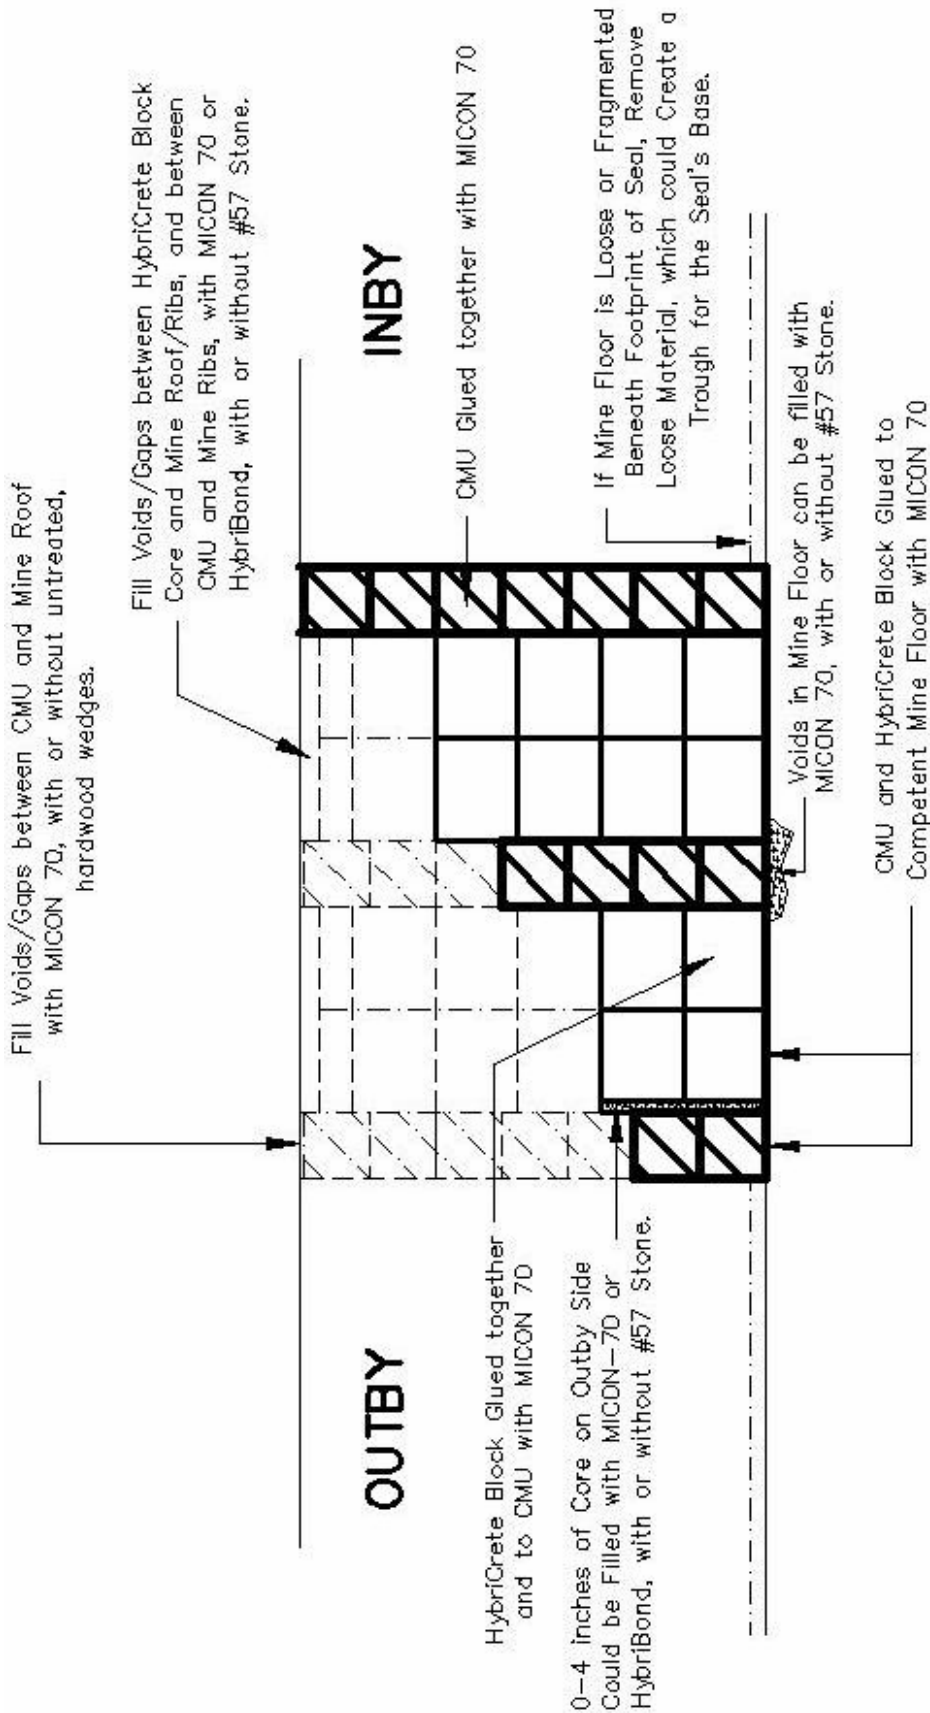 Fill Voids/Gaps between CMU and Mine Roof
with MICON 70, with or without untreated,
hardwood wedges.
Fill Voids/Gaps between HybriCrete Block
Core and Mine Roof/Ribs, and between
CMU and Mine Ribs, with MICON 70 or
HybriBond, with or without #57 Stone.
OUTBY
INBY
CMU Glued together with MICON 70
HybriCrete Block Glued together
and to CMU with MICON 70
0-4 inches of Core on Outby Side
Could be Filled with MICON-70 or
HybriBond, with or without #57 Stone.
If Mine Floor is Loose or Fragmented
Beneath Footprint of Seal, Remove
Loose Material, which could Create a
Trough for the Seal's Base.
Voids in Mine Floor can be filled with
MICON 70, with or without #57 Stone.
CMU and HybriCrete Block Glued to
Competent Mine Floor with MICON 70